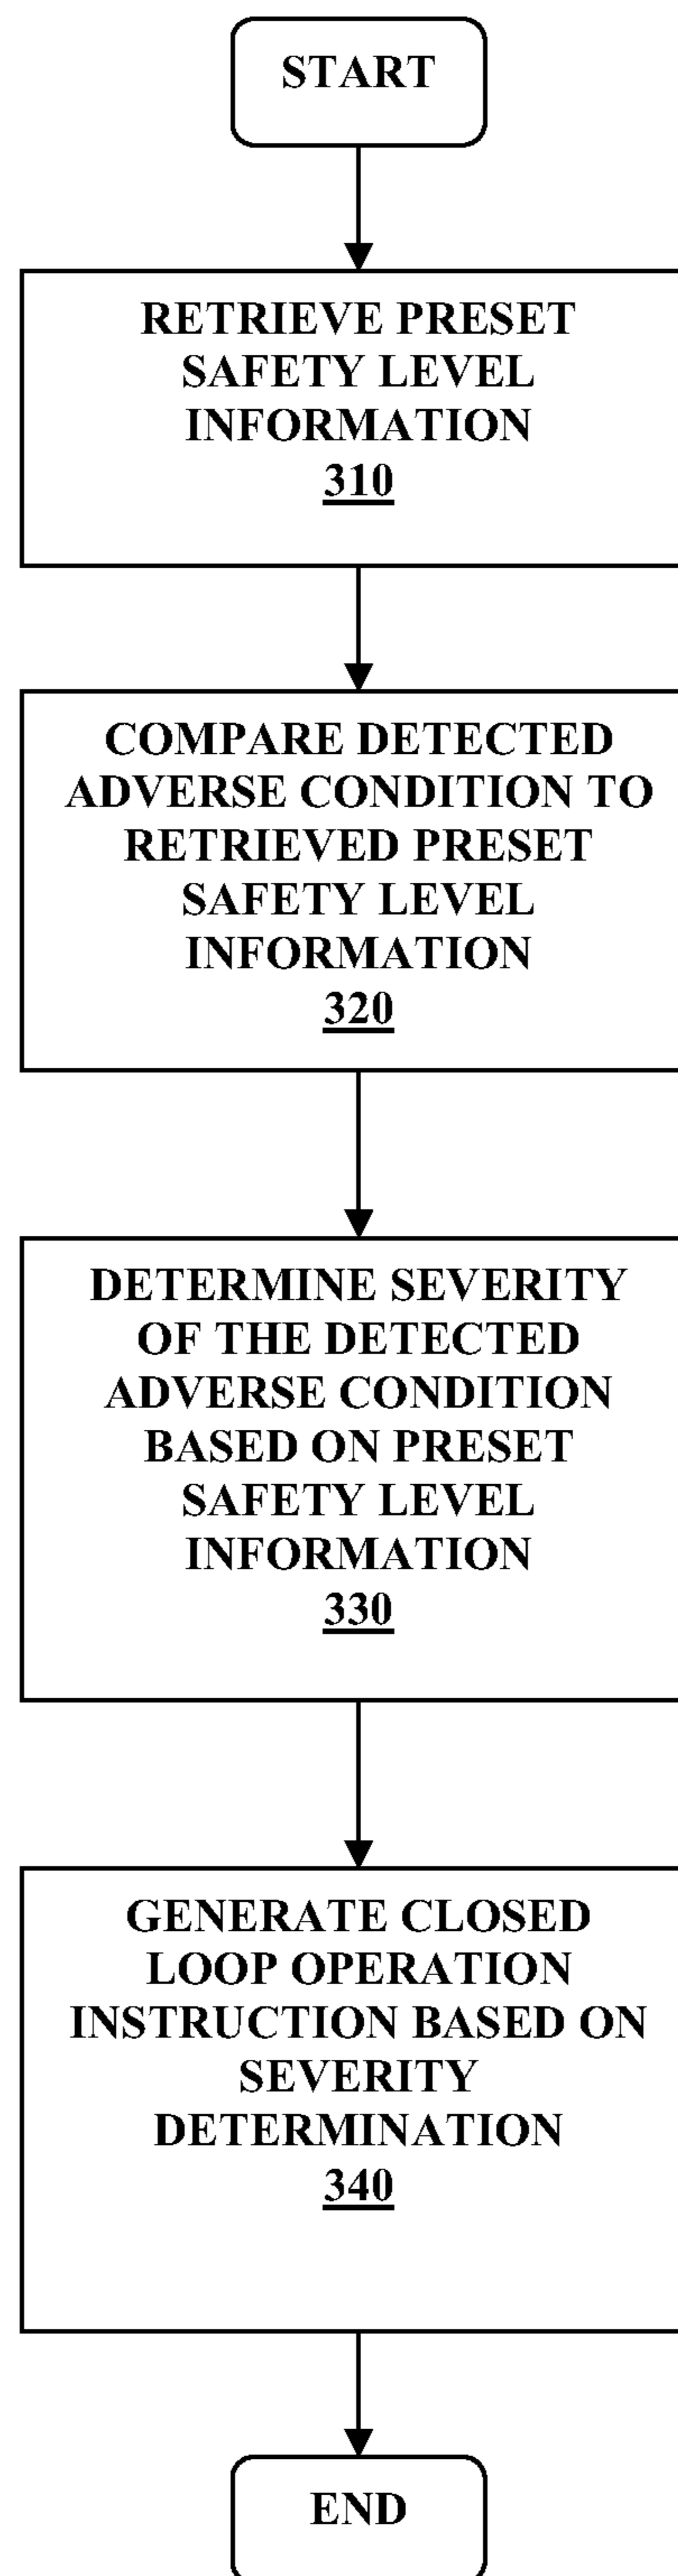 START
RETRIEVE PRESET
SAFETY LEVEL
INFORMATION
310
COMPARE DETECTED
ADVERSE CONDITION TO
RETRIEVED PRESET
SAFETY LEVEL
INFORMATION
320
DETERMINE SEVERITY
OF THE DETECTED
ADVERSE CONDITION
BASED ON PRESET
SAFETY LEVEL
INFORMATION
330
GENERATE CLOSED
LOOP OPERATION
INSTRUCTION BASED ON
SEVERITY
DETERMINATION
340
END